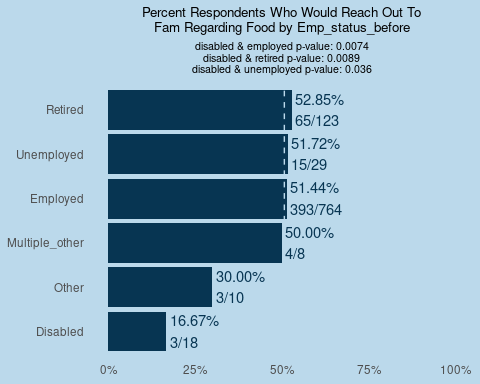 Percent Respondents Who Would Reach Out To
Fam Regarding Food by Emp_status_before
disabled & employed p-value: 0.0074
disabled & retired p-value: 0.0089
disabled & unemployed p-value: 0.036
Retired
52.85%
65/123
Unemployed
51.72%
15/29
Employed
51.44%
393/764
Multiple_other
50.00%
4/8
Other
30.00%
3/10
Disabled
16.67%
3/18
0% 25% 50% 75% 100%